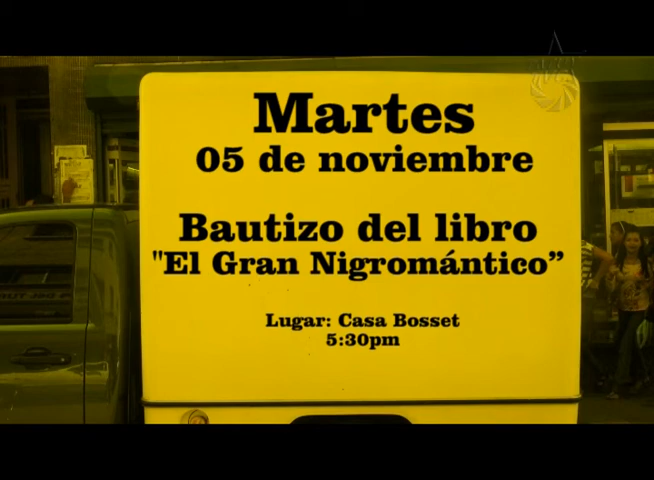 Martes
05 de noviembre
Bautizo del libro
"El Gran Nigromántico”
Lugar: Casa Bosset
5:30pm